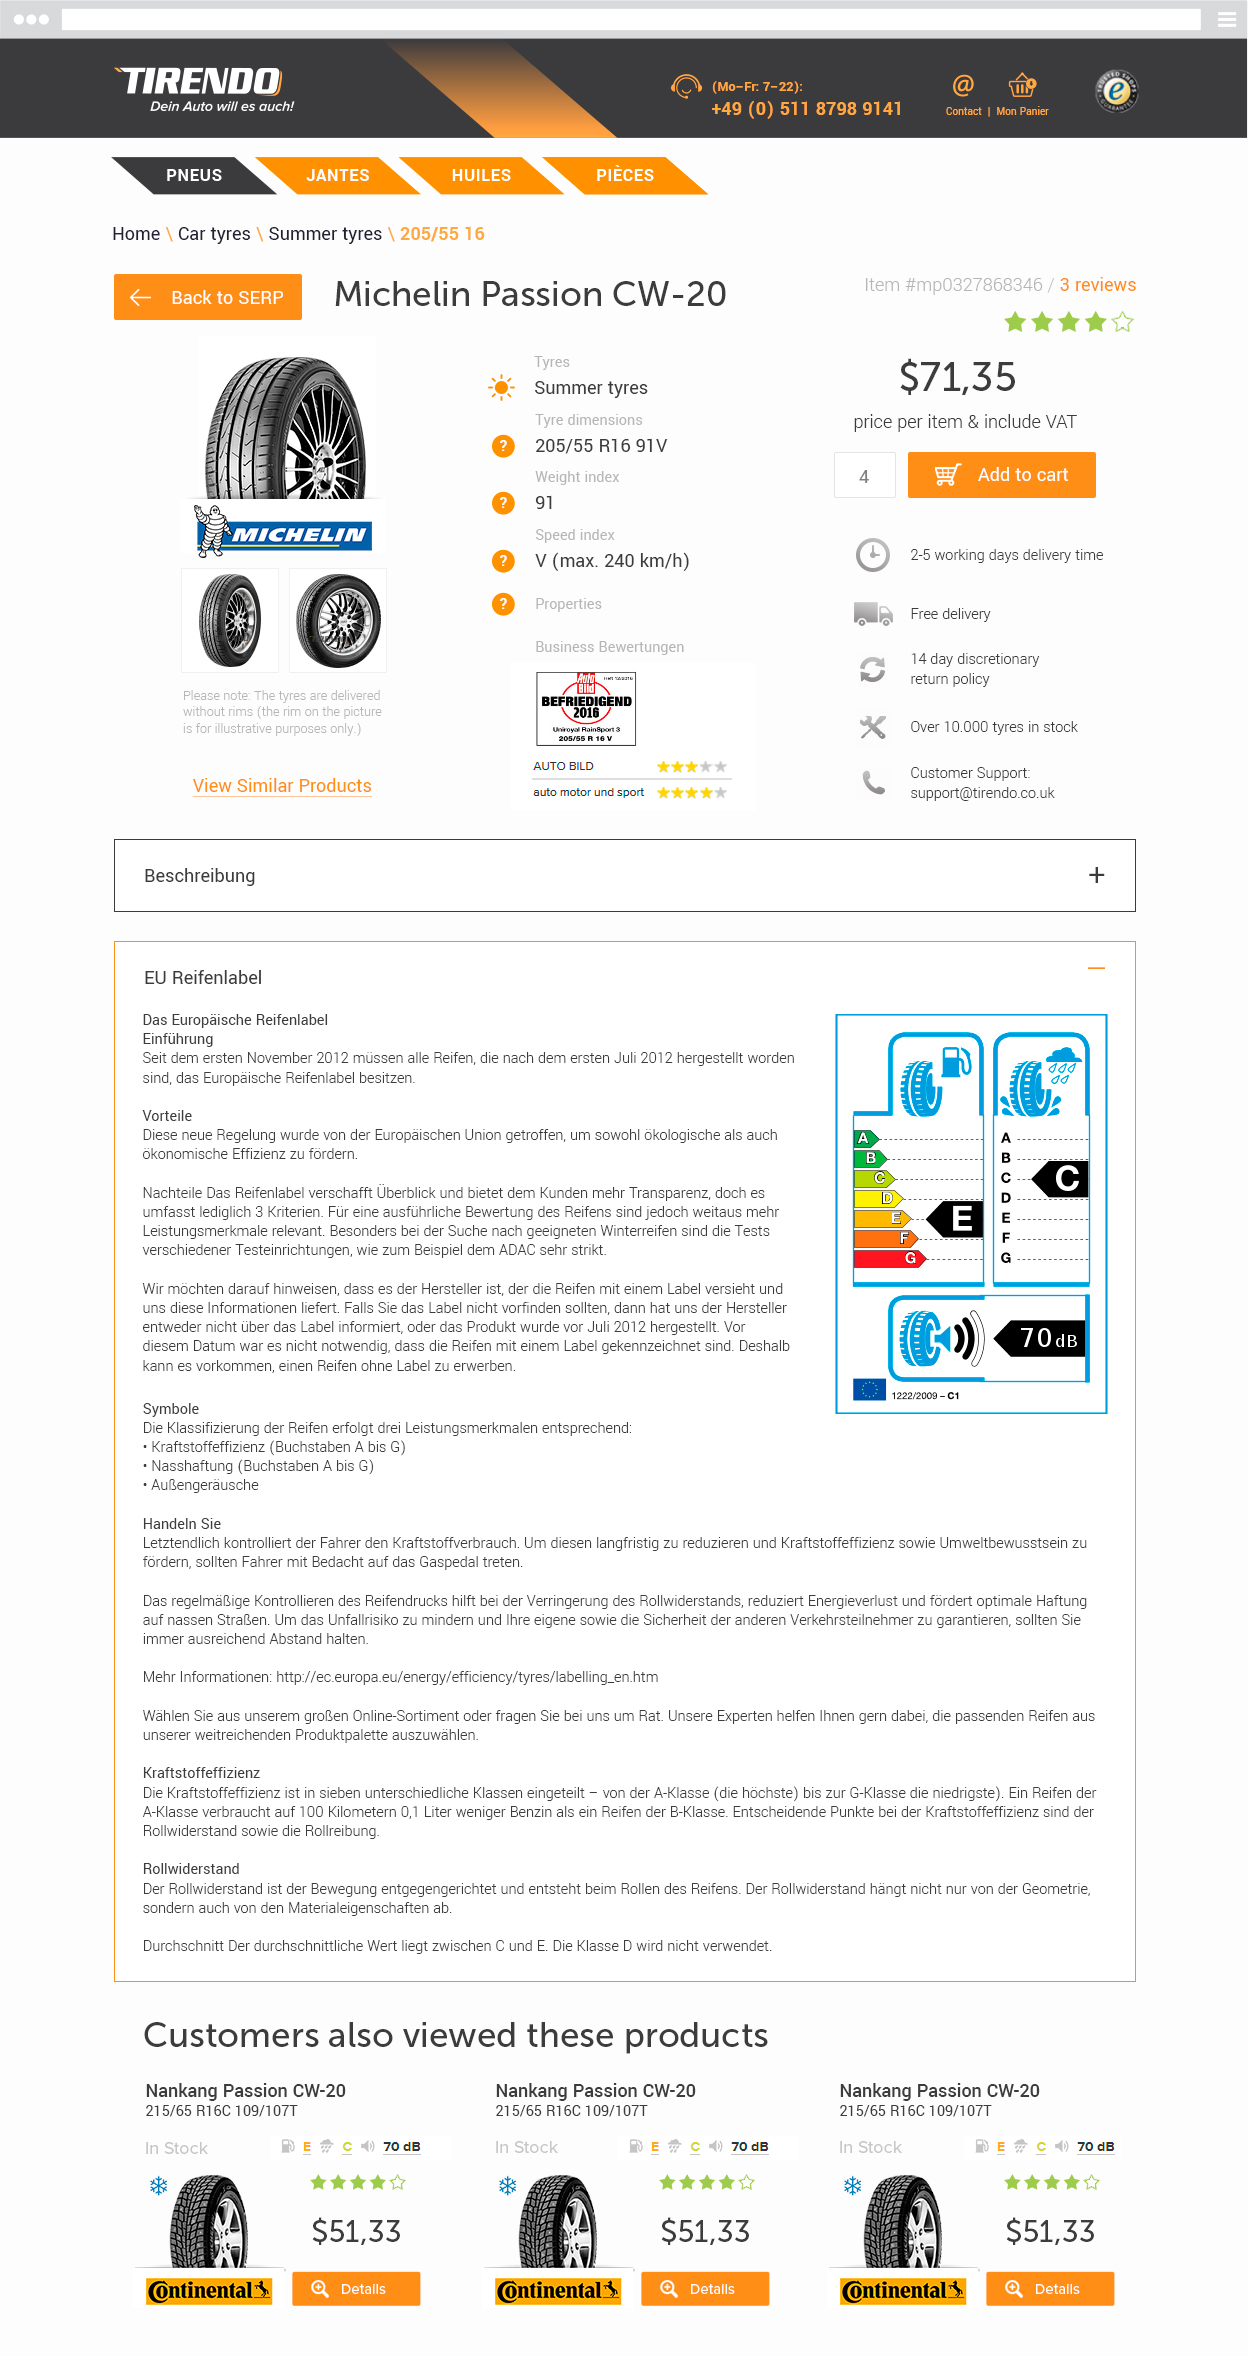 TIRENDO
Dein Auto will es auch!
(Mo–Fr: 7–22):
+49 (0) 511 8798 9141
@
Contact | Mon Panier
TRUSTED SHOPS
GUARANTEE
e
PNEUS JANTES HUILES PIÈCES
Home \ Car tyres \ Summer tyres \ 205/55 16
Back to SERP
Michelin Passion CW-20
Item #mp0327868346 / 3 reviews
Tyres
Summer tyres
Tyre dimensions
? 205/55 R16 91V
Weight index
? 91
Speed index
? V (max. 240 km/h)
? Properties
Business Bewertungen
Auto Bild
Heft 12/2016
BEFRIEDIGEND
2016
Uniroyal RainSport 3
205/55 R 16 V
AUTO BILD
auto motor und sport
$71,35
price per item & include VAT
4 Add to cart
2-5 working days delivery time
Free delivery
14 day discretionary
return policy
Over 10.000 tyres in stock
Customer Support:
support@tirendo.co.uk
MICHELIN
Please note: The tyres are delivered
without rims (the rim on the picture
is for illustrative purposes only.)
View Similar Products
Beschreibung +
EU Reifenlabel –
Das Europäische Reifenlabel
Einführung
Seit dem ersten November 2012 müssen alle Reifen, die nach dem ersten Juli 2012 hergestellt worden
sind, das Europäische Reifenlabel besitzen.
Vorteile
Diese neue Regelung wurde von der Europäischen Union getroffen, um sowohl ökologische als auch
ökonomische Effizienz zu fördern.
Nachteile Das Reifenlabel verschafft Überblick und bietet dem Kunden mehr Transparenz, doch es
umfasst lediglich 3 Kriterien. Für eine ausführliche Bewertung des Reifens sind jedoch weitaus mehr
Leistungsmerkmale relevant. Besonders bei der Suche nach geeigneten Winterreifen sind die Tests
verschiedener Testeinrichtungen, wie zum Beispiel dem ADAC sehr strikt.
Wir möchten darauf hinweisen, dass es der Hersteller ist, der die Reifen mit einem Label versieht und
uns diese Informationen liefert. Falls Sie das Label nicht vorfinden sollten, dann hat uns der Hersteller
entweder nicht über das Label informiert, oder das Produkt wurde vor Juli 2012 hergestellt. Vor
diesem Datum war es nicht notwendig, dass die Reifen mit einem Label gekennzeichnet sind. Deshalb
kann es vorkommen, einen Reifen ohne Label zu erwerben.
A
B
C
D
E
F
G
E
A
B
C
D
E
F
G
C
70 dB
1222/2009 – C1
Symbole
Die Klassifizierung der Reifen erfolgt drei Leistungsmerkmalen entsprechend:
• Kraftstoffeffizienz (Buchstaben A bis G)
• Nasshaftung (Buchstaben A bis G)
• Außengeräusche
Handeln Sie
Letztendlich kontrolliert der Fahrer den Kraftstoffverbrauch. Um diesen langfristig zu reduzieren und Kraftstoffeffizienz sowie Umweltbewusstsein zu
fördern, sollten Fahrer mit Bedacht auf das Gaspedal treten.
Das regelmäßige Kontrollieren des Reifendrucks hilft bei der Verringerung des Rollwiderstands, reduziert Energieverlust und fördert optimale Haftung
auf nassen Straßen. Um das Unfallrisiko zu mindern und Ihre eigene sowie die Sicherheit der anderen Verkehrsteilnehmer zu garantieren, sollten Sie
immer ausreichend Abstand halten.
Mehr Informationen: http://ec.europa.eu/energy/efficiency/tyres/labelling_en.htm
Wählen Sie aus unserem großen Online-Sortiment oder fragen Sie bei uns um Rat. Unsere Experten helfen Ihnen gern dabei, die passenden Reifen aus
unserer weitreichenden Produktpalette auszuwählen.
Kraftstoffeffizienz
Die Kraftstoffeffizienz ist in sieben unterschiedliche Klassen eingeteilt – von der A-Klasse (die höchste) bis zur G-Klasse die niedrigste). Ein Reifen der
A-Klasse verbraucht auf 100 Kilometern 0,1 Liter weniger Benzin als ein Reifen der B-Klasse. Entscheidende Punkte bei der Kraftstoffeffizienz sind der
Rollwiderstand sowie die Rollreibung.
Rollwiderstand
Der Rollwiderstand ist der Bewegung entgegengerichtet und entsteht beim Rollen des Reifens. Der Rollwiderstand hängt nicht nur von der Geometrie,
sondern auch von den Materialeigenschaften ab.
Durchschnitt Der durchschnittliche Wert liegt zwischen C und E. Die Klasse D wird nicht verwendet.
Customers also viewed these products
Nankang Passion CW-20
215/65 R16C 109/107T
In Stock E C 70 dB
$51,33
Continental Details
Nankang Passion CW-20
215/65 R16C 109/107T
In Stock E C 70 dB
$51,33
Continental Details
Nankang Passion CW-20
215/65 R16C 109/107T
In Stock E C 70 dB
$51,33
Continental Details